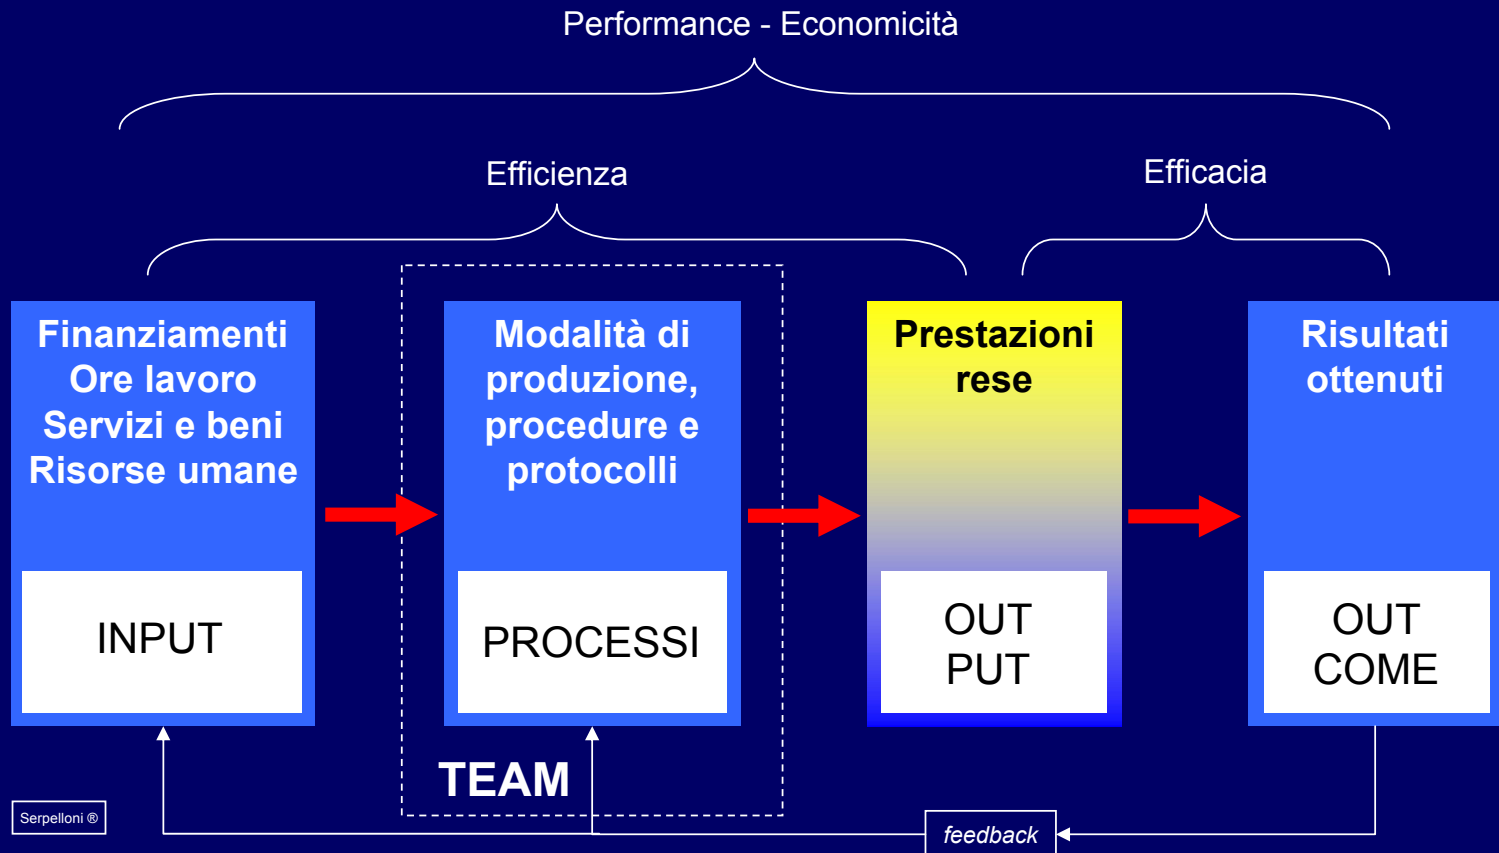 Performance - Economicità
Efficienza
Efficacia
Finanziamenti
Ore lavoro
Servizi e beni
Risorse umane
INPUT
Modalità di
produzione,
procedure e
protocolli
PROCESSI
TEAM
Prestazioni
rese
OUT
PUT
Risultati
ottenuti
OUT
COME
feedback
Serpelloni ®